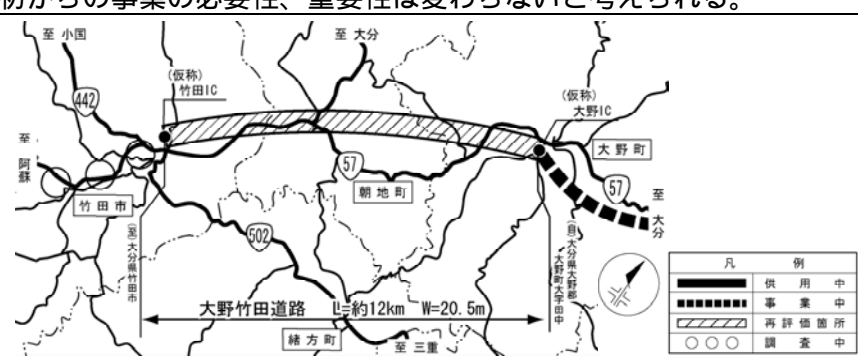 初からの事業の必要性、重要性は変わらないと考えられる。
至 小国
至 大分
(仮称)
竹田IC
(仮称)
大野IC
442
至
阿蘇
57
大野町
57
至
大分
竹田市
朝地町
502
(至)大分県竹田市
(自)大分県大野郡
大野町大字田中
大野竹田道路 L=約12km W=20.5m
緒方町
至 三重
凡例
供用中
事業中
再評価箇所
調査中